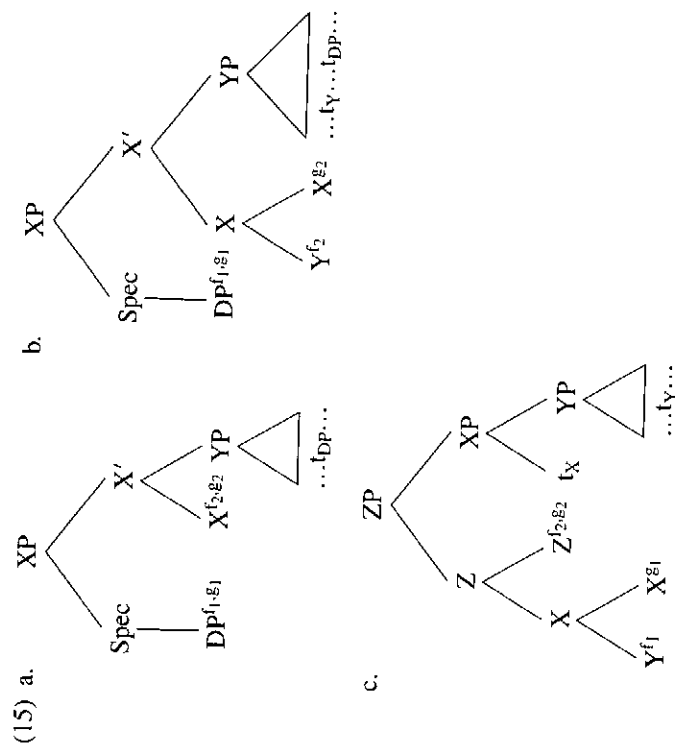 (15) a.
XP
Spec X′
DP^f₁,g₁ X^f₂,g₂ YP
…t_DP…
b.
XP
Spec X′
DP^f₁,g₁ X YP
Y^f₂ X^g₂ …t_Y…t_DP…
c.
ZP
Z XP
X Z^f₂,g₂ t_X YP
Y^f₁ X^g₁ …t_Y…